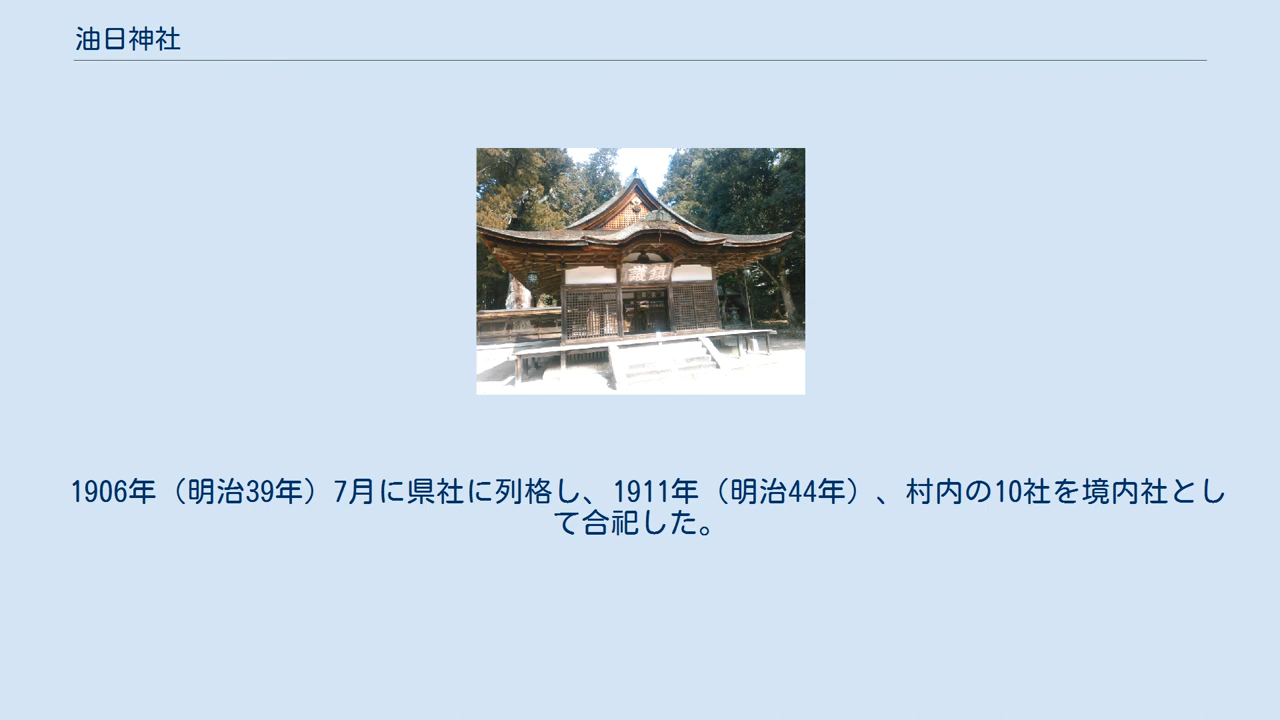 油日神社
護鎮
1906年（明治39年）7月に県社に列格し、1911年（明治44年）、村内の10社を境内社とし
て合祀した。